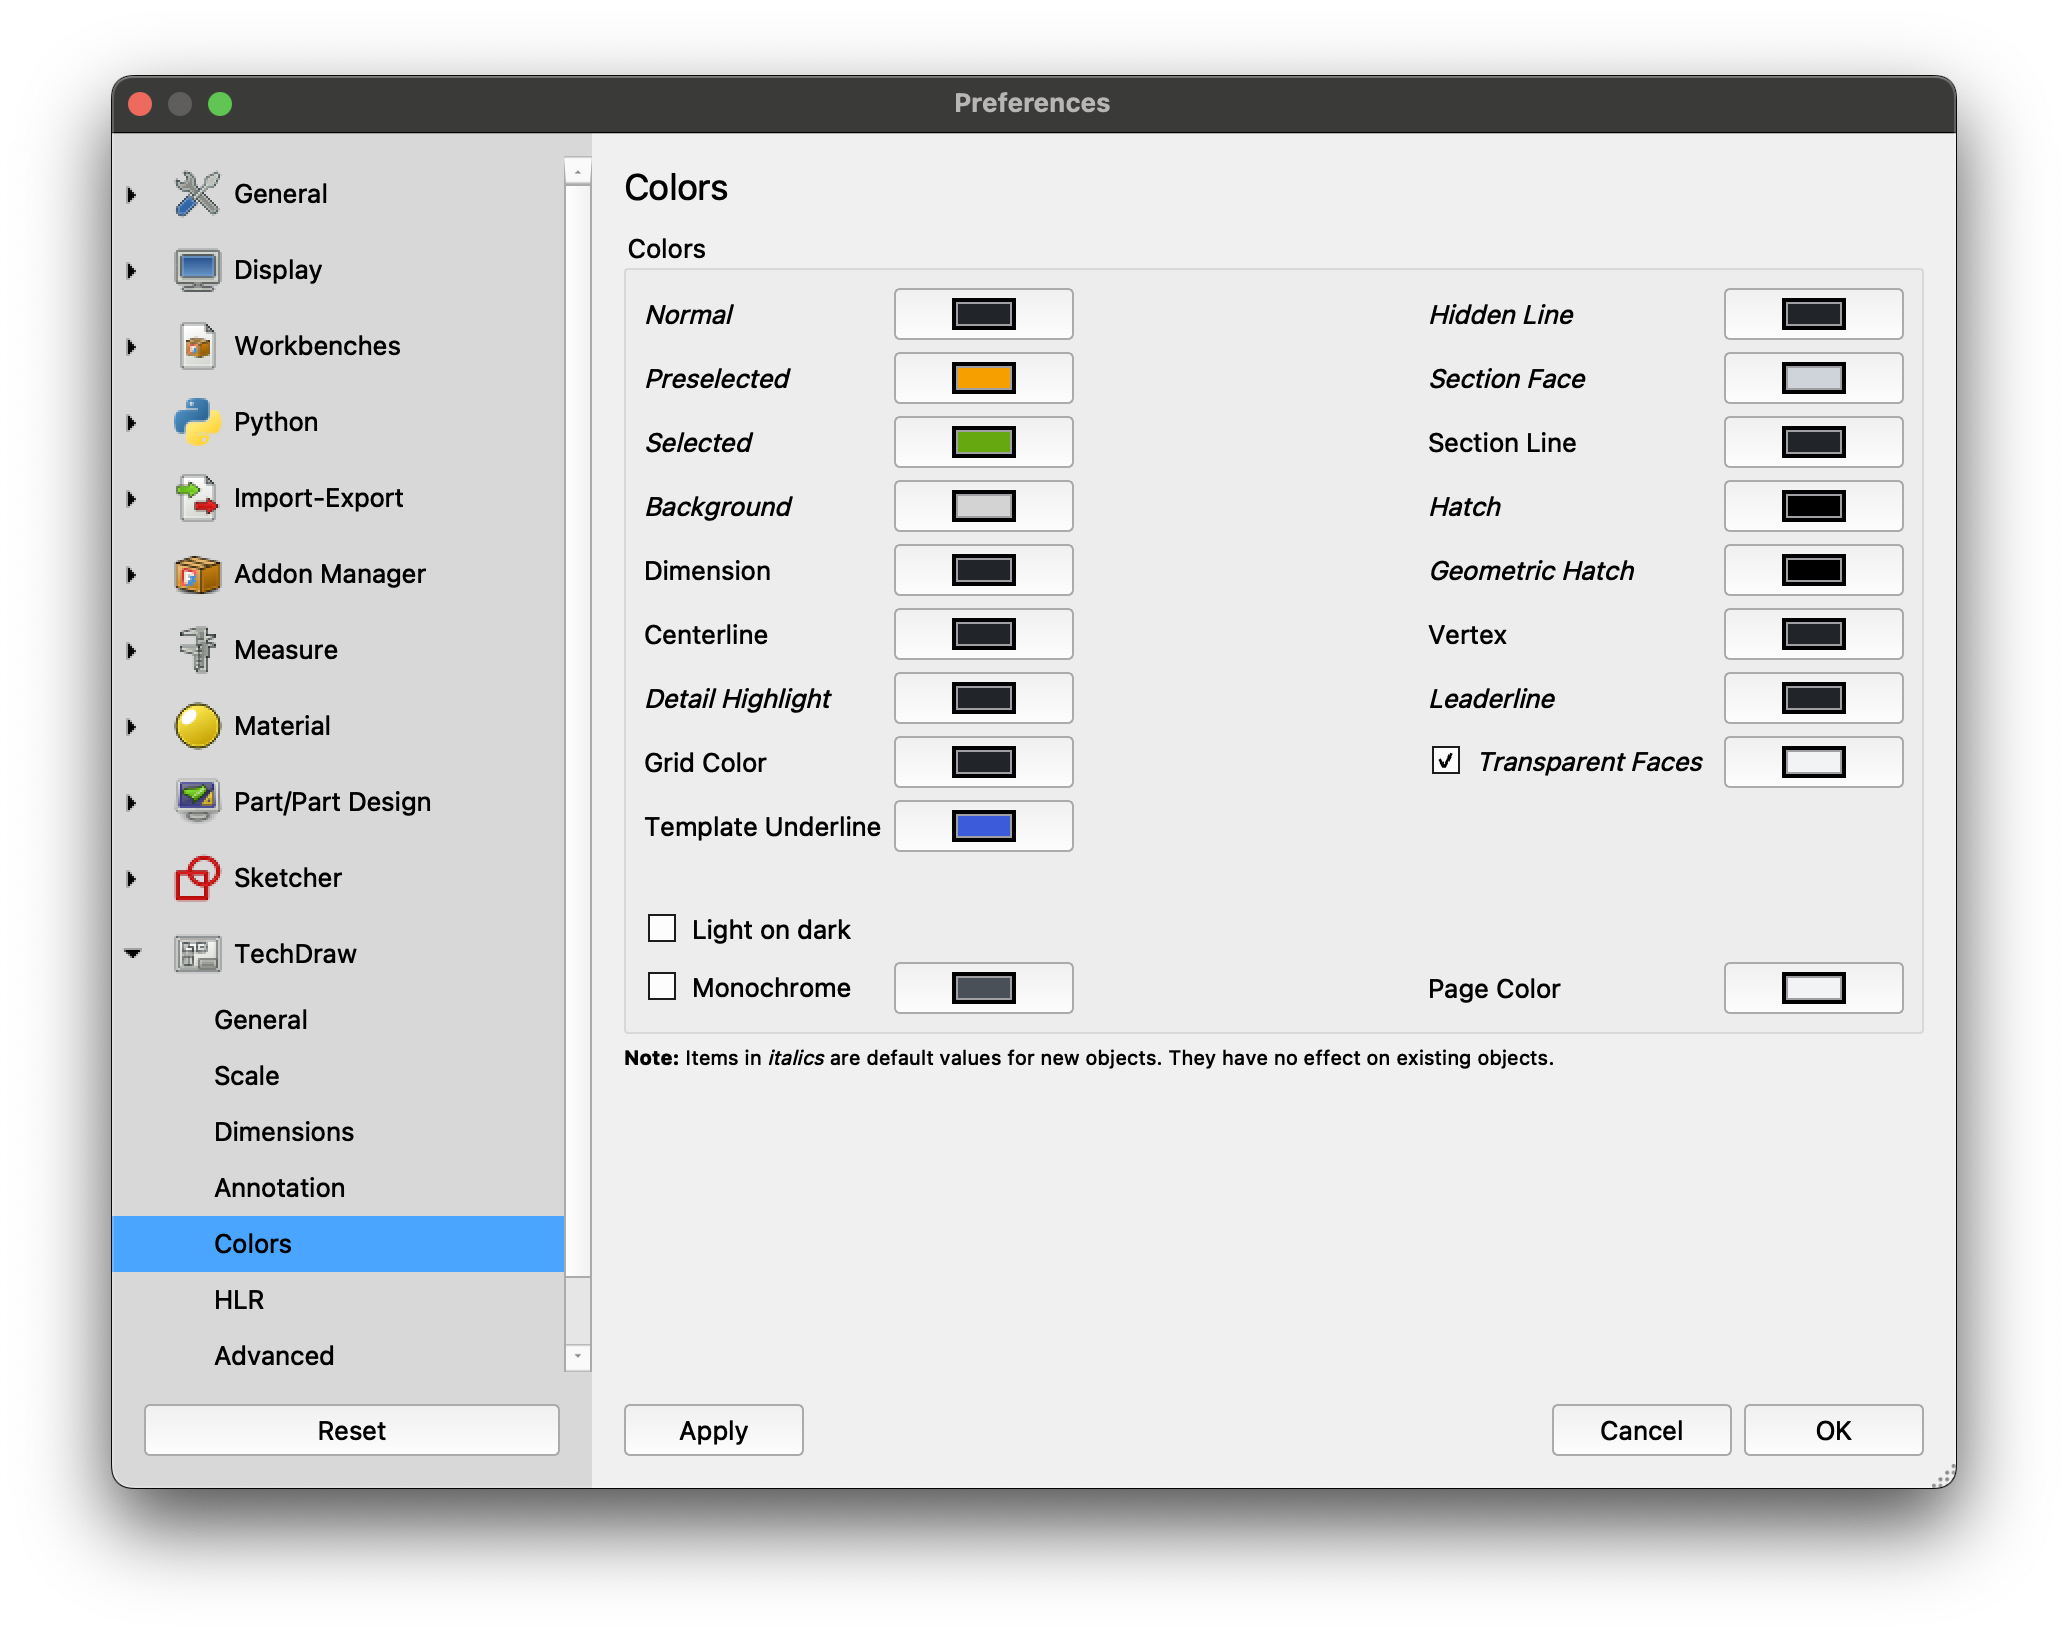 Preferences
General
Display
Workbenches
Python
Import-Export
Addon Manager
Measure
Material
Part/Part Design
Sketcher
TechDraw
General
Scale
Dimensions
Annotation
Colors
HLR
Advanced
Reset
Colors
Colors
Normal
Preselected
Selected
Background
Dimension
Centerline
Detail Highlight
Grid Color
Template Underline
Hidden Line
Section Face
Section Line
Hatch
Geometric Hatch
Vertex
Leaderline
Transparent Faces
Light on dark
Monochrome
Page Color
Note: Items in italics are default values for new objects. They have no effect on existing objects.
Apply
Cancel
OK